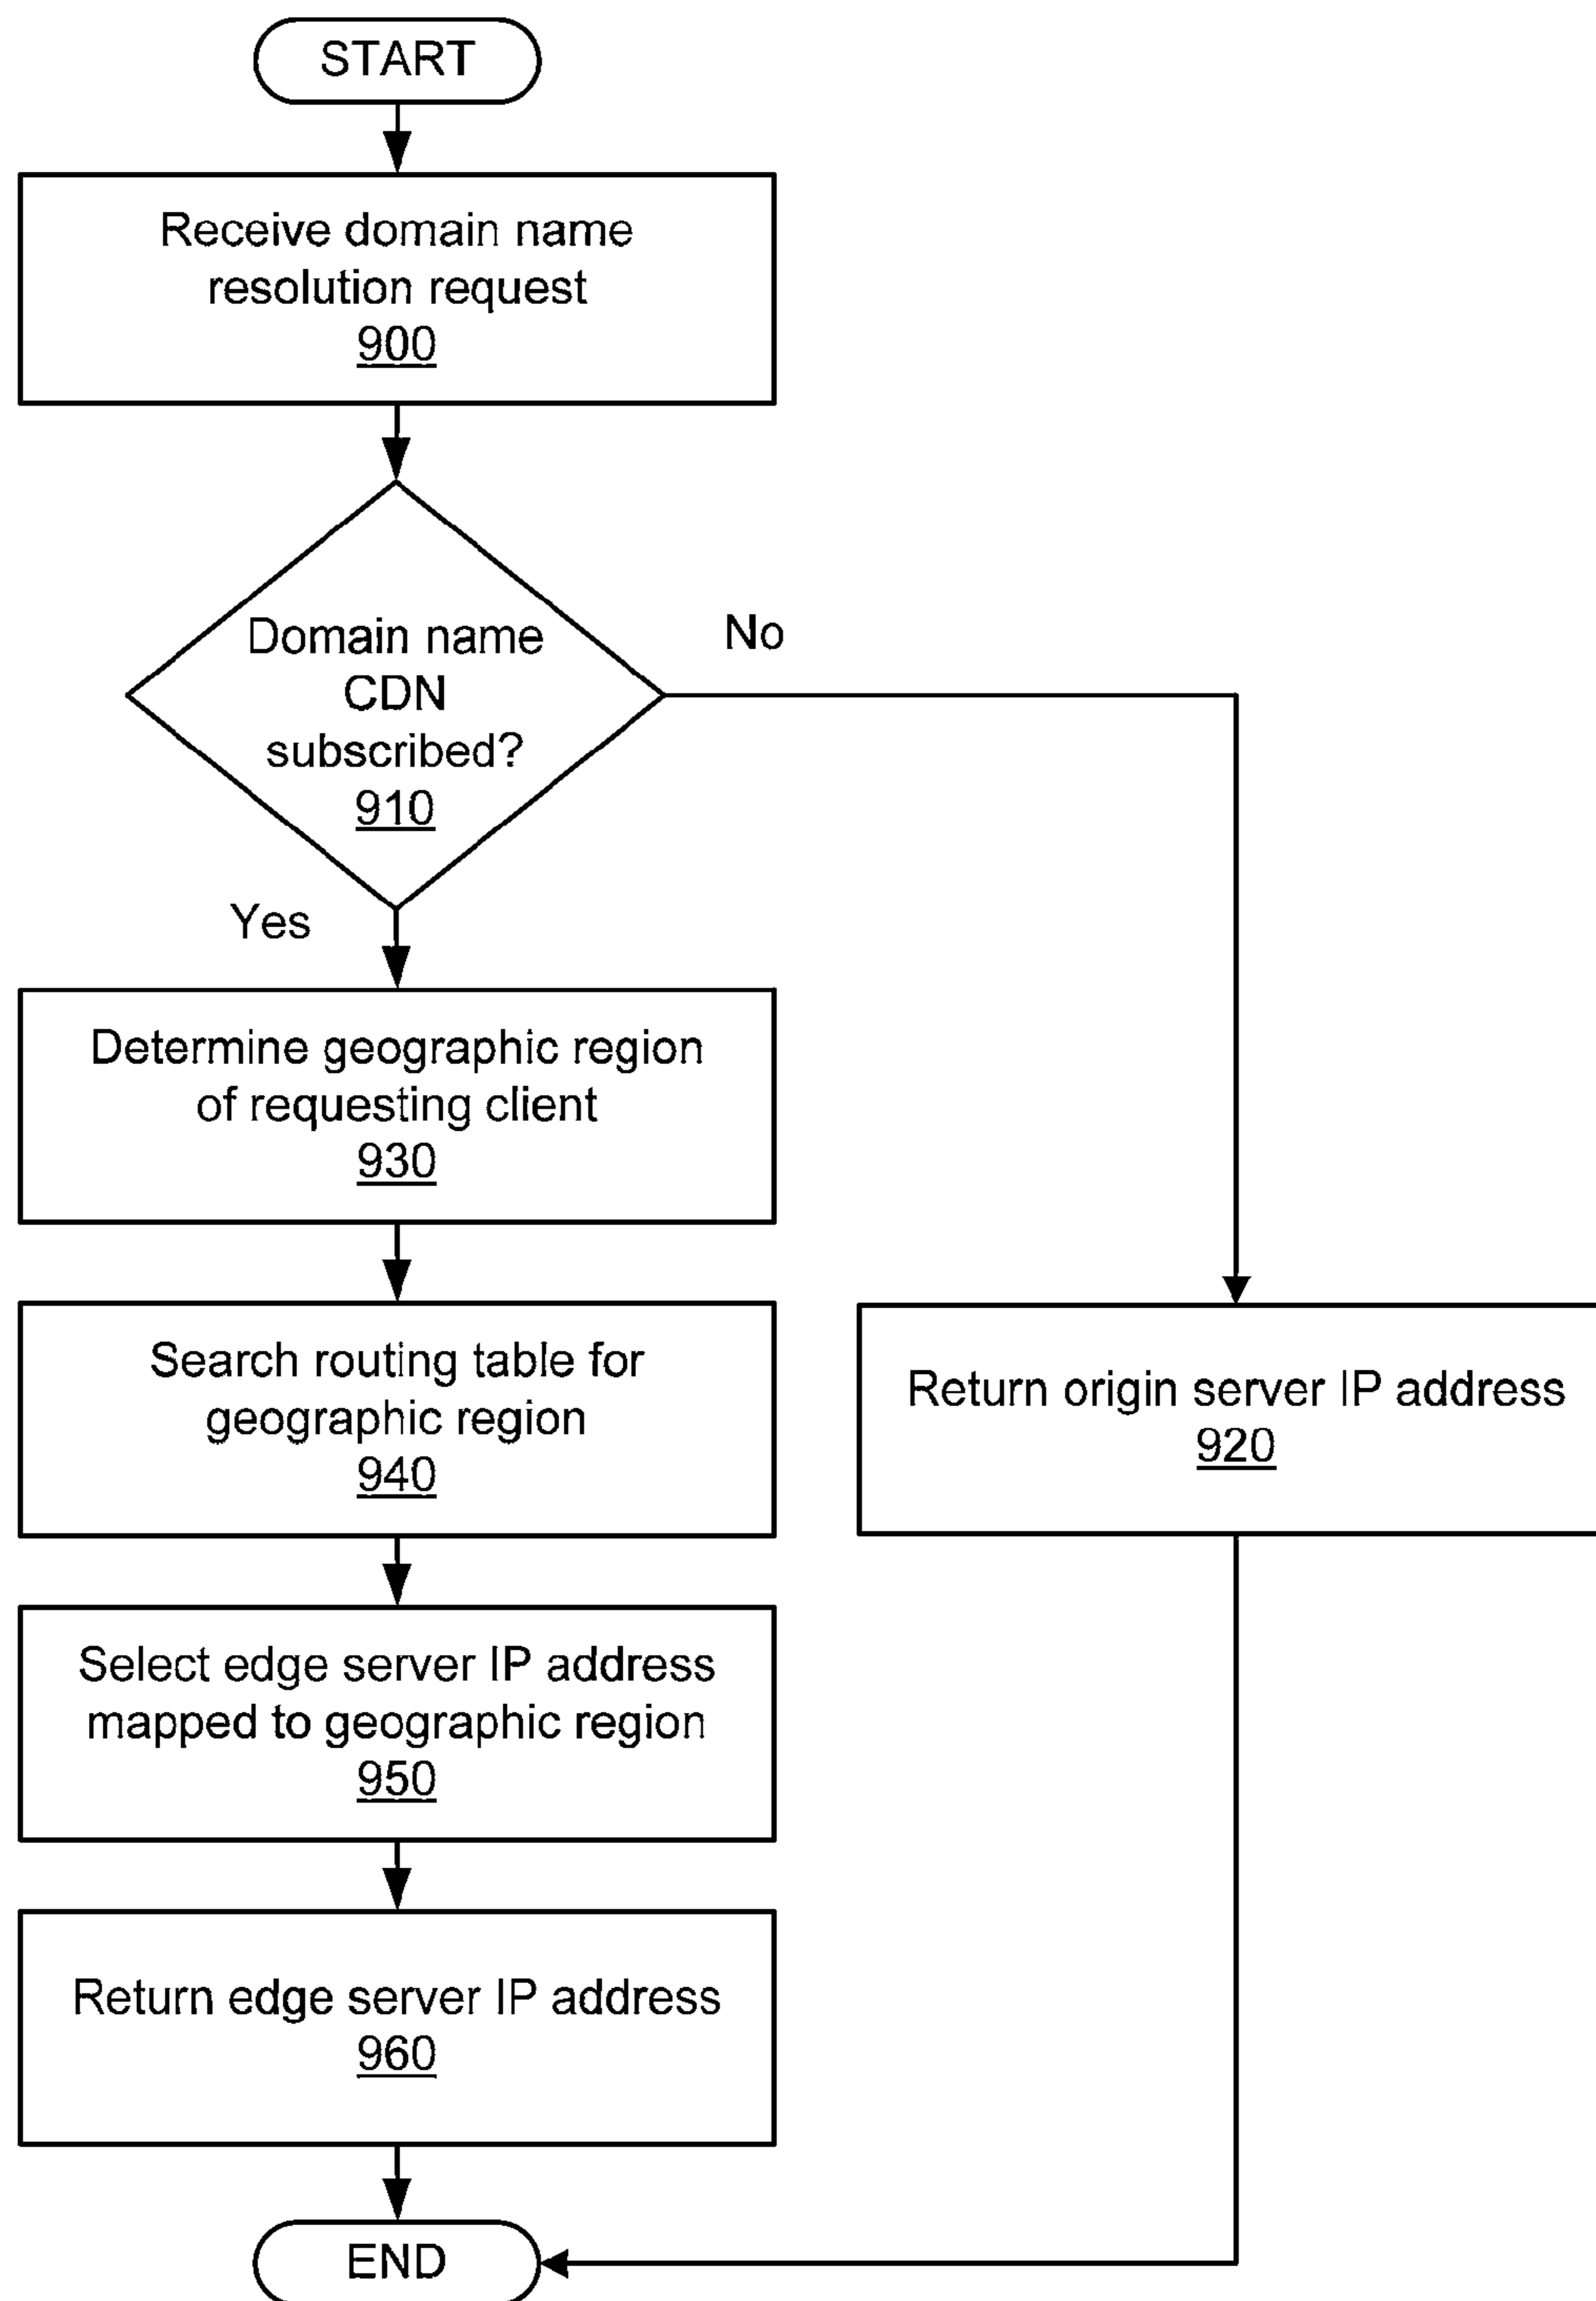 START
Receive domain name
resolution request
900
Domain name
CDN
subscribed?
910
No
Yes
Determine geographic region
of requesting client
930
Search routing table for
geographic region
940
Return origin server IP address
920
Select edge server IP address
mapped to geographic region
950
Return edge server IP address
960
END